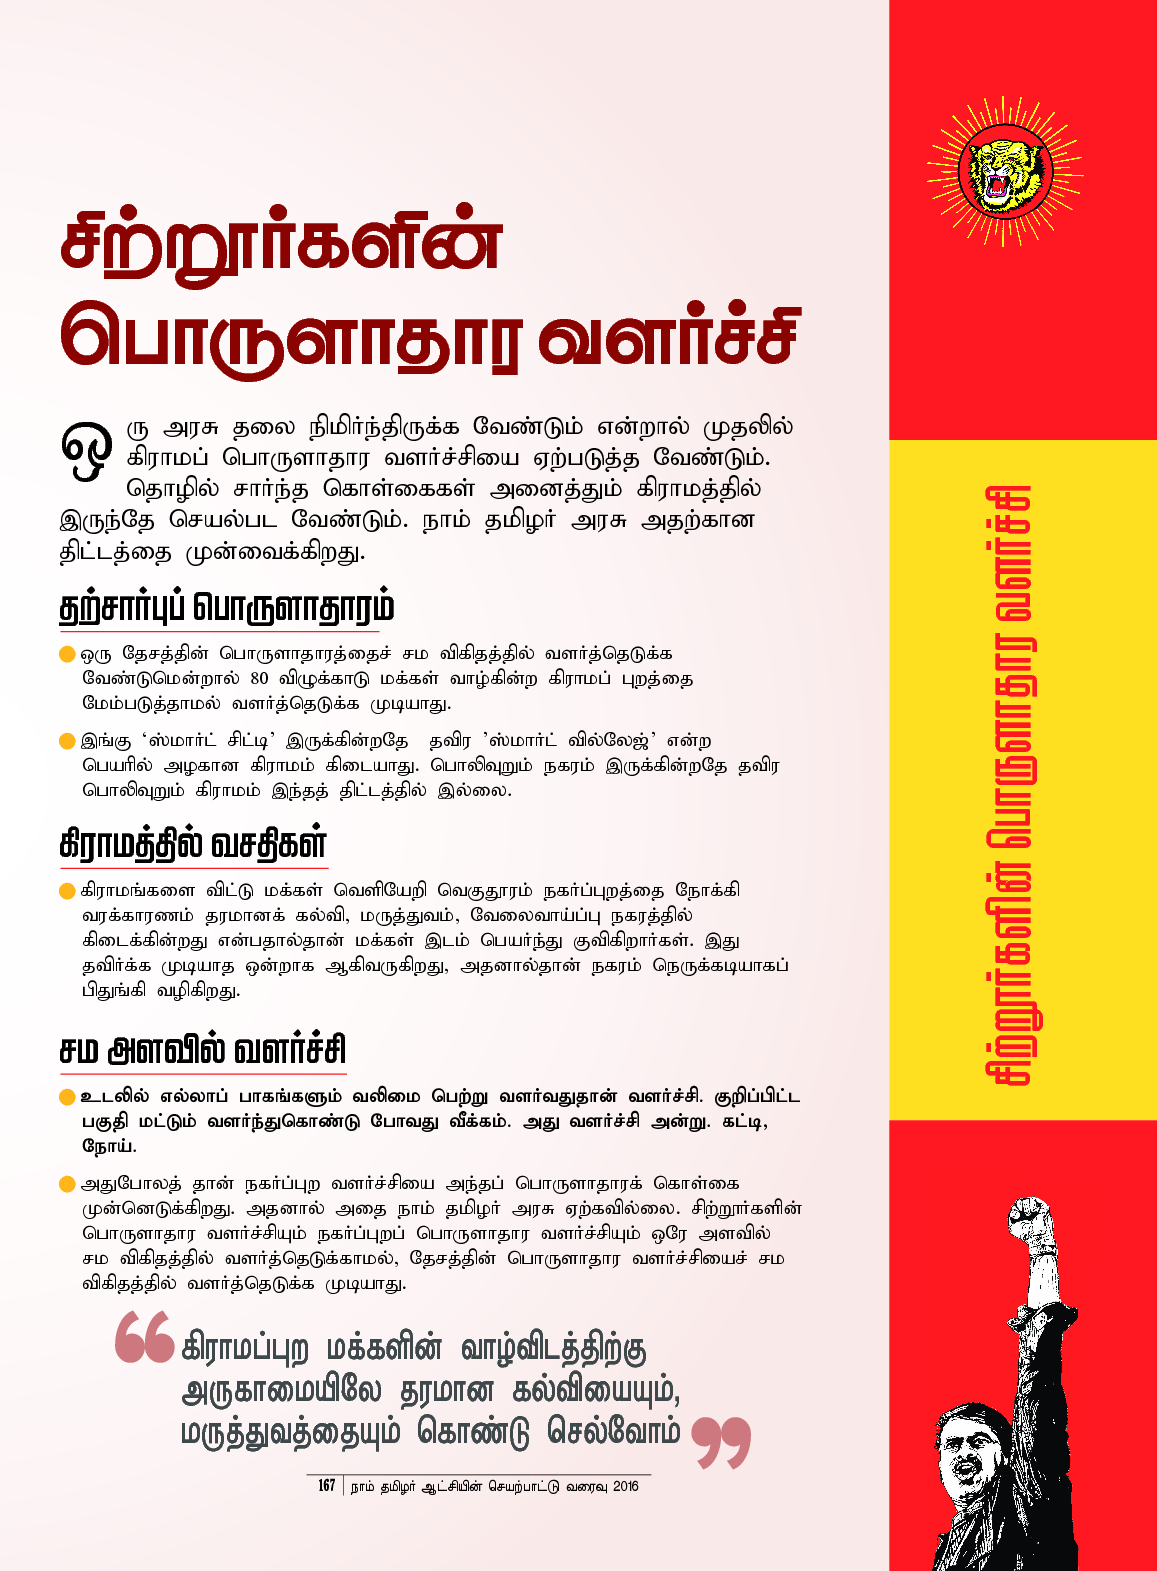 சிற்றூர்களின்
பொருளாதார வளர்ச்சி
ஒரு அரசு தலை நிமிர்ந்திருக்க வேண்டும் என்றால் முதலில்
கிராமப் பொருளாதார வளர்ச்சியை ஏற்படுத்த வேண்டும்.
தொழில் சார்ந்த கொள்கைகள் அனைத்தும் கிராமத்தில்
இருந்தே செயல்பட வேண்டும். நாம் தமிழர் அரசு அதற்கான
திட்டத்தை முன்வைக்கிறது.
தற்சார்புப் பொருளாதாரம்
ஒரு தேசத்தின் பொருளாதாரத்தைச் சம விகிதத்தில் வளர்த்தெடுக்க
வேண்டுமென்றால் 80 விழுக்காடு மக்கள் வாழ்கின்ற கிராமப் புறத்தை
மேம்படுத்தாமல் வளர்த்தெடுக்க முடியாது.
இங்கு ‘ஸ்மார்ட் சிட்டி’ இருக்கின்றதே தவிர ’ஸ்மார்ட் வில்லேஜ்’ என்ற
பெயரில் அழகான கிராமம் கிடையாது. பொலிவுறும் நகரம் இருக்கின்றதே தவிர
பொலிவுறும் கிராமம் இந்தத் திட்டத்தில் இல்லை.
கிராமத்தில் வசதிகள்
கிராமங்களை விட்டு மக்கள் வெளியேறி வெகுதூரம் நகர்ப்புறத்தை நோக்கி
வரக்காரணம் தரமானக் கல்வி, மருத்துவம், வேலைவாய்ப்பு நகரத்தில்
கிடைக்கின்றது என்பதால்தான் மக்கள் இடம் பெயர்ந்து குவிகிறார்கள். இது
தவிர்க்க முடியாத ஒன்றாக ஆகிவருகிறது, அதனால்தான் நகரம் நெருக்கடியாகப்
பிதுங்கி வழிகிறது.
சம அளவில் வளர்ச்சி
உடலில் எல்லாப் பாகங்களும் வலிமை பெற்று வளர்வதுதான் வளர்ச்சி. குறிப்பிட்ட
பகுதி மட்டும் வளர்ந்துகொண்டு போவது வீக்கம். அது வளர்ச்சி அன்று. கட்டி,
நோய்.
அதுபோலத் தான் நகர்ப்புற வளர்ச்சியை அந்தப் பொருளாதாரக் கொள்கை
முன்னெடுக்கிறது. அதனால் அதை நாம் தமிழர் அரசு ஏற்கவில்லை. சிற்றூர்களின்
பொருளாதார வளர்ச்சியும் நகர்ப்புறப் பொருளாதார வளர்ச்சியும் ஒரே அளவில்
சம விகிதத்தில் வளர்த்தெடுக்காமல், தேசத்தின் பொருளாதார வளர்ச்சியைச் சம
விகிதத்தில் வளர்த்தெடுக்க முடியாது.
“கிராமப்புற மக்களின் வாழ்விடத்திற்கு
அருகாமையிலே தரமான கல்வியையும்,
மருத்துவத்தையும் கொண்டு செல்வோம்”
167 | நாம் தமிழர் ஆட்சியின் செயற்பாட்டு வரைவு 2016
சிற்றூர்களின் பொருளாதார வளர்ச்சி